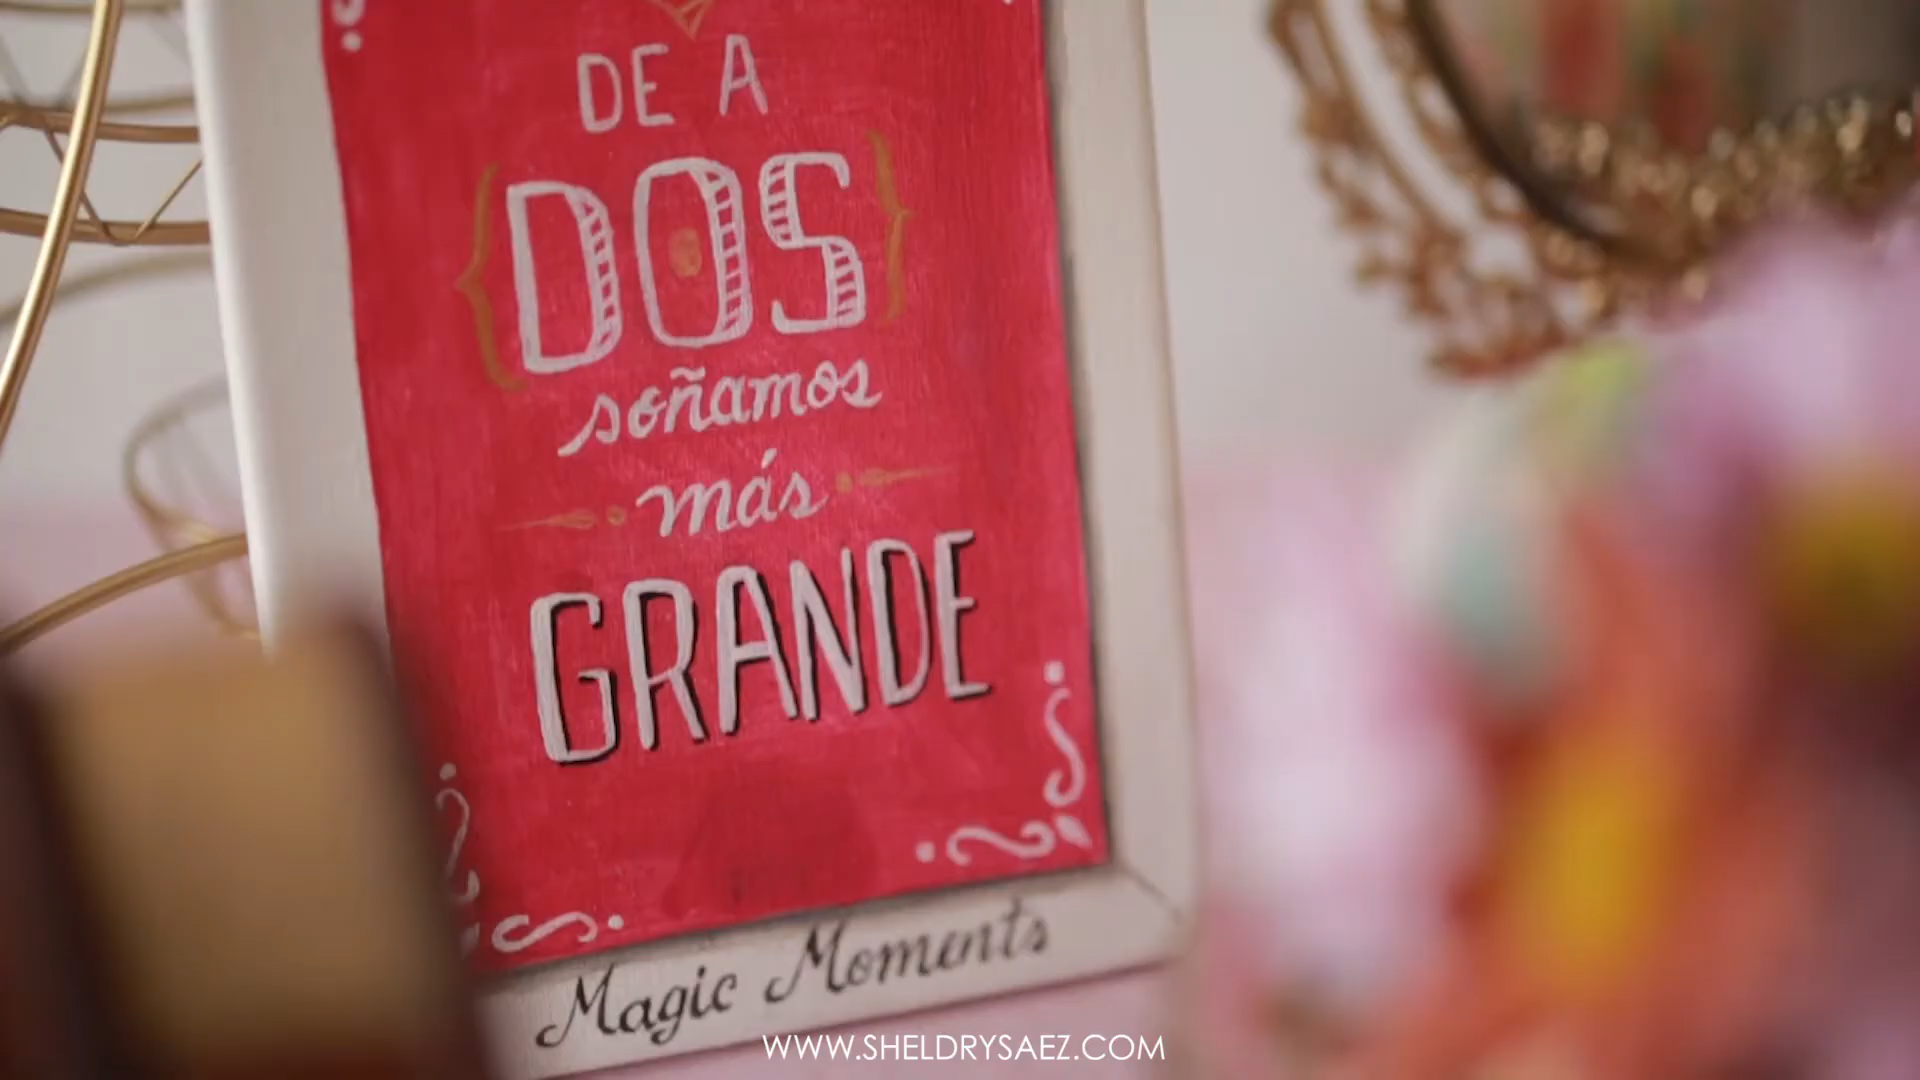 DE A
{DOS}
soñamos
más
GRANDE
Magic Moments
WWW.SHELDRYSAEZ.COM